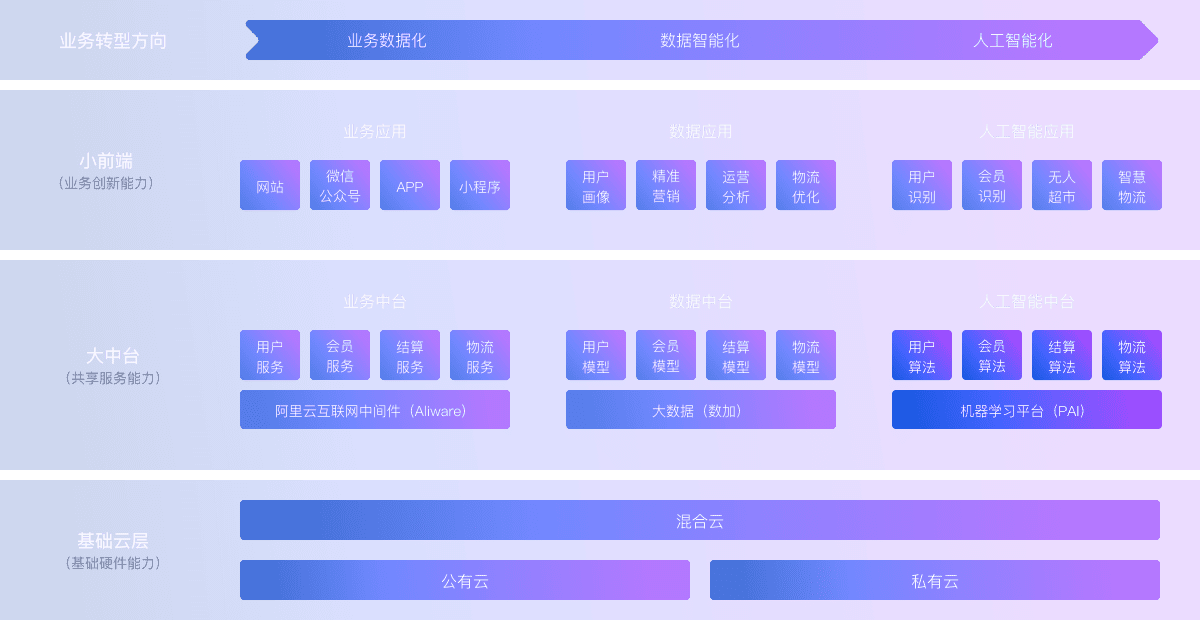 业务转型方向
业务数据化
数据智能化
人工智能化
小前端
（业务创新能力）
业务应用
网站
微信
公众号
APP
小程序
数据应用
用户
画像
精准
营销
运营
分析
物流
优化
人工智能应用
用户
识别
会员
识别
无人
超市
智慧
物流
大中台
（共享服务能力）
业务中台
用户
服务
会员
服务
结算
服务
物流
服务
阿里云互联网中间件（Aliware）
数据中台
用户
模型
会员
模型
结算
模型
物流
模型
大数据（数加）
人工智能中台
用户
算法
会员
算法
结算
算法
物流
算法
机器学习平台（PAI）
基础云层
（基础硬件能力）
混合云
公有云
私有云